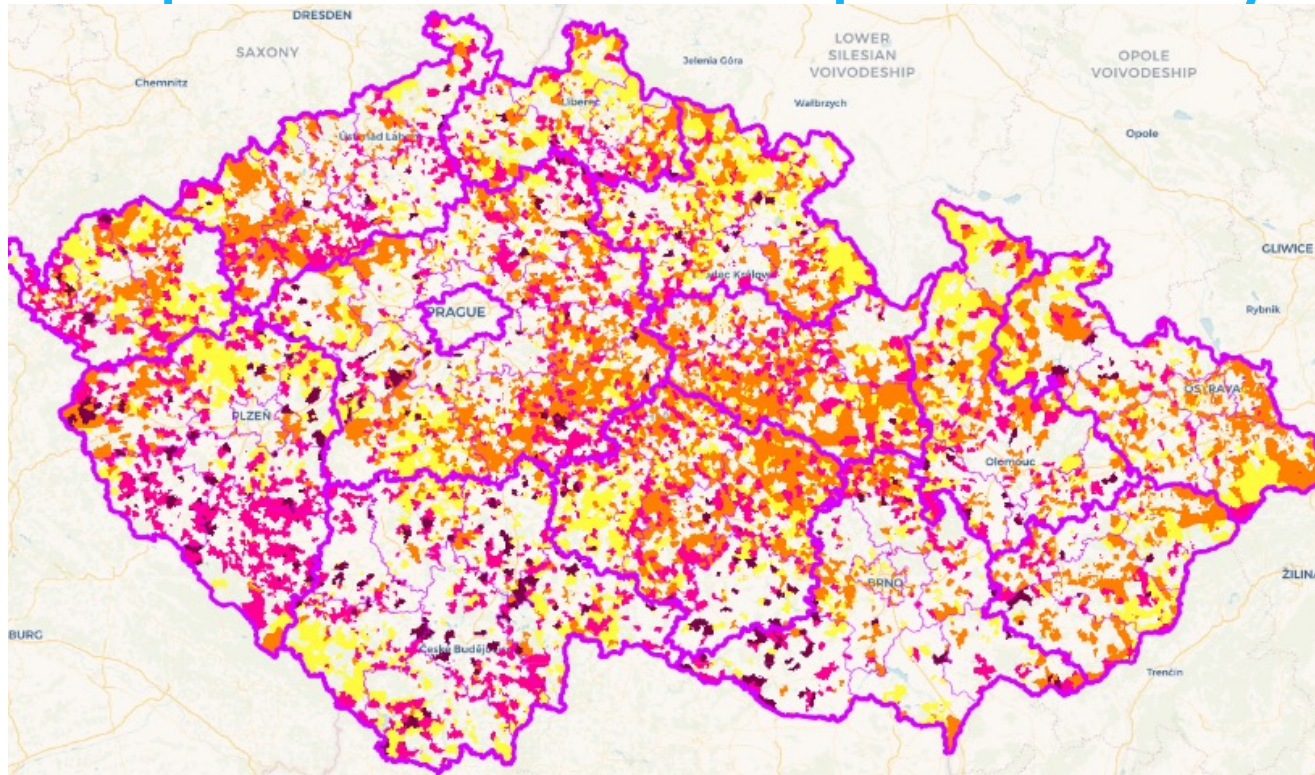 DRESDEN
SAXONY
LOWER
SILESIAN
VOIVODESHIP
OPOLE
VOIVODESHIP
Jelenia Góra
Chemnitz
Wałbrzych
Liberec
Opole
GLIWICE
Rybnik
PRAGUE
OSTRAVA
PLZEŇ
Olomouc
BRNO
ŽILINA
BURG
Trenčín